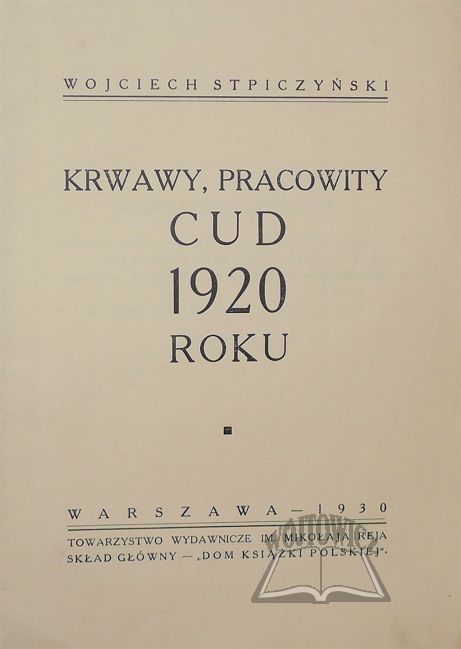 WOJCIECH STPICZYŃSKI
KRWAWY, PRACOWITY
CUD
1920
ROKU
WARSZAWA — 1930
TOWARZYSTWO WYDAWNICZE IM. MIKOŁAJA REJA
SKŁAD GŁÓWNY — „DOM KSIĄŻKI POLSKIEJ".
WÓJTOWICZ